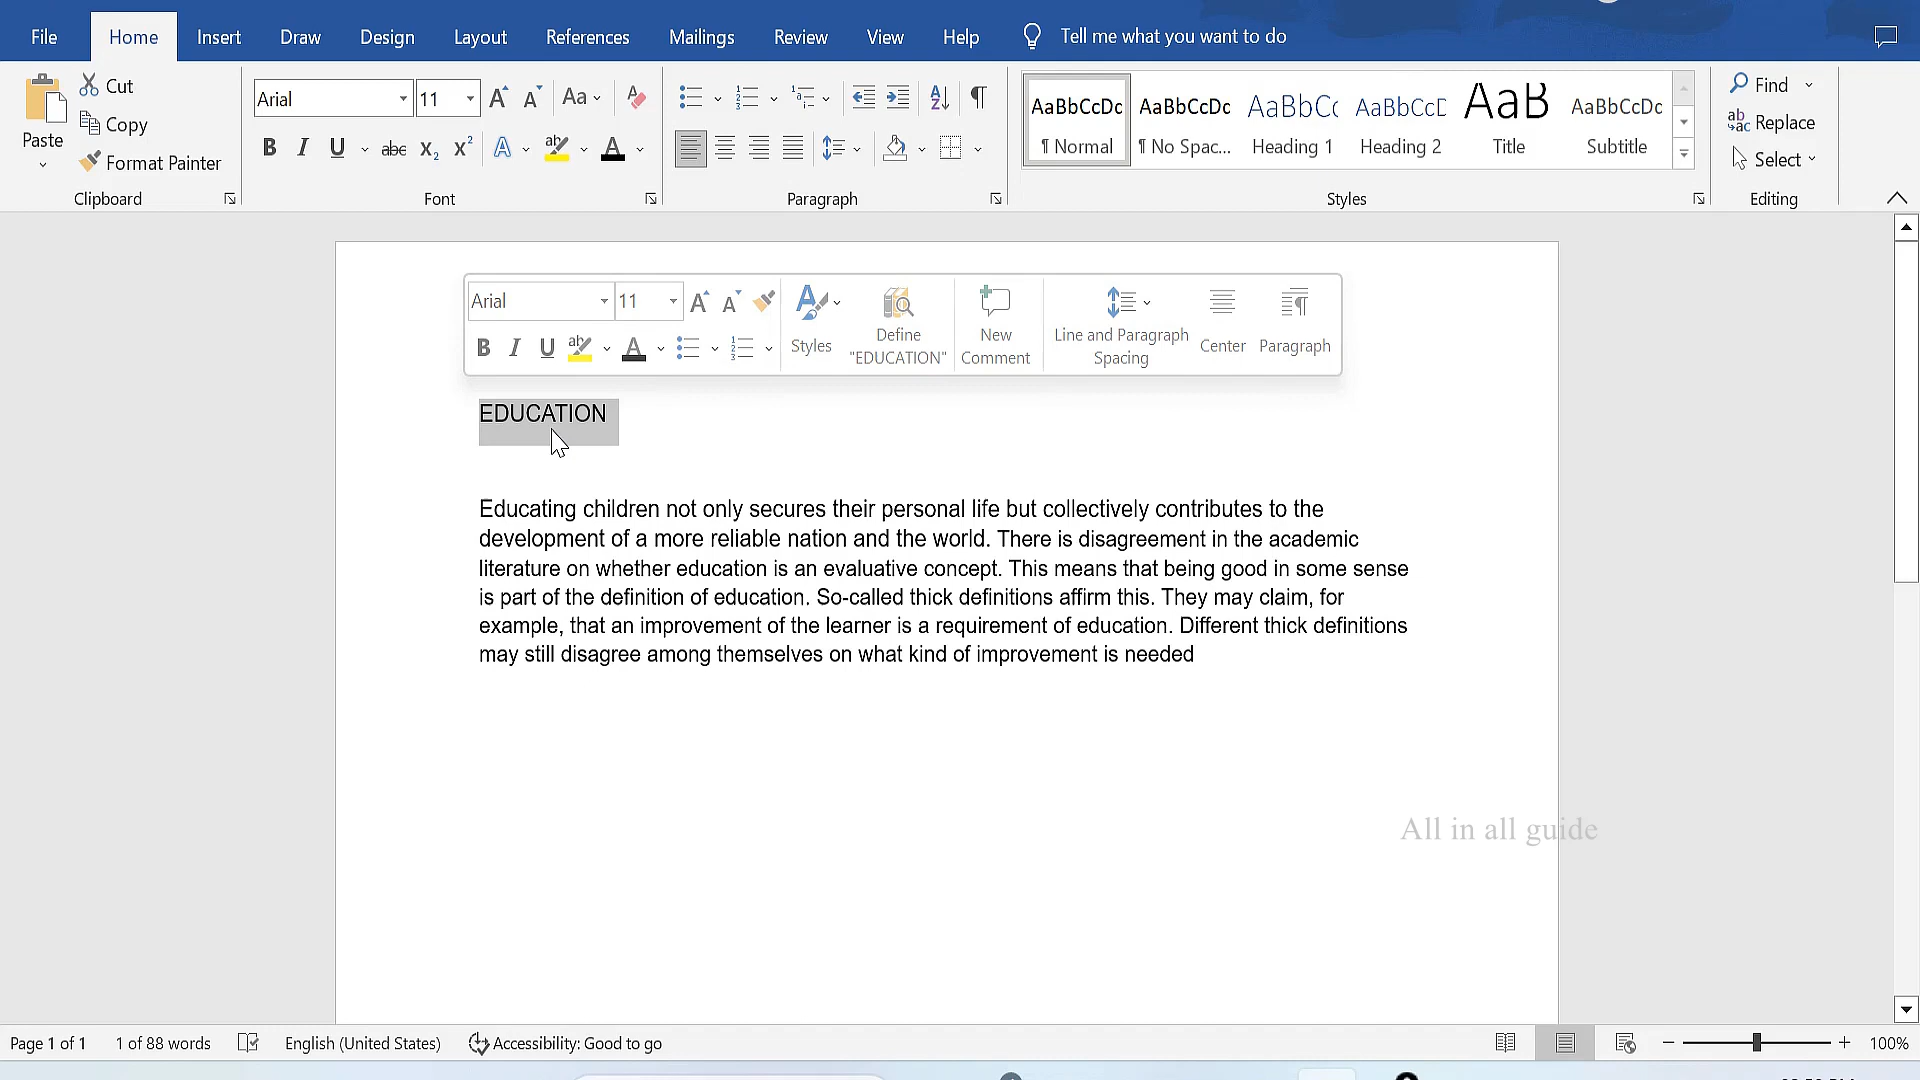 File Home Insert Draw Design Layout References Mailings Review View Help Tell me what you want to do
Paste
Cut
Copy
Format Painter
Clipboard
Arial 11
Font
Paragraph
AaBbCcDc AaBbCcDc AaBbC( AaBbCcD AaB AaBbCcDc
¶ Normal ¶ No Spac... Heading 1 Heading 2 Title Subtitle
Styles
Find
Replace
Select
Editing
Arial 11
Styles
Define
"EDUCATION"
New
Comment
Line and Paragraph
Spacing
Center
Paragraph
EDUCATION
Educating children not only secures their personal life but collectively contributes to the
development of a more reliable nation and the world. There is disagreement in the academic
literature on whether education is an evaluative concept. This means that being good in some sense
is part of the definition of education. So-called thick definitions affirm this. They may claim, for
example, that an improvement of the learner is a requirement of education. Different thick definitions
may still disagree among themselves on what kind of improvement is needed
All in all guide
Page 1 of 1 1 of 88 words English (United States) Accessibility: Good to go 100%